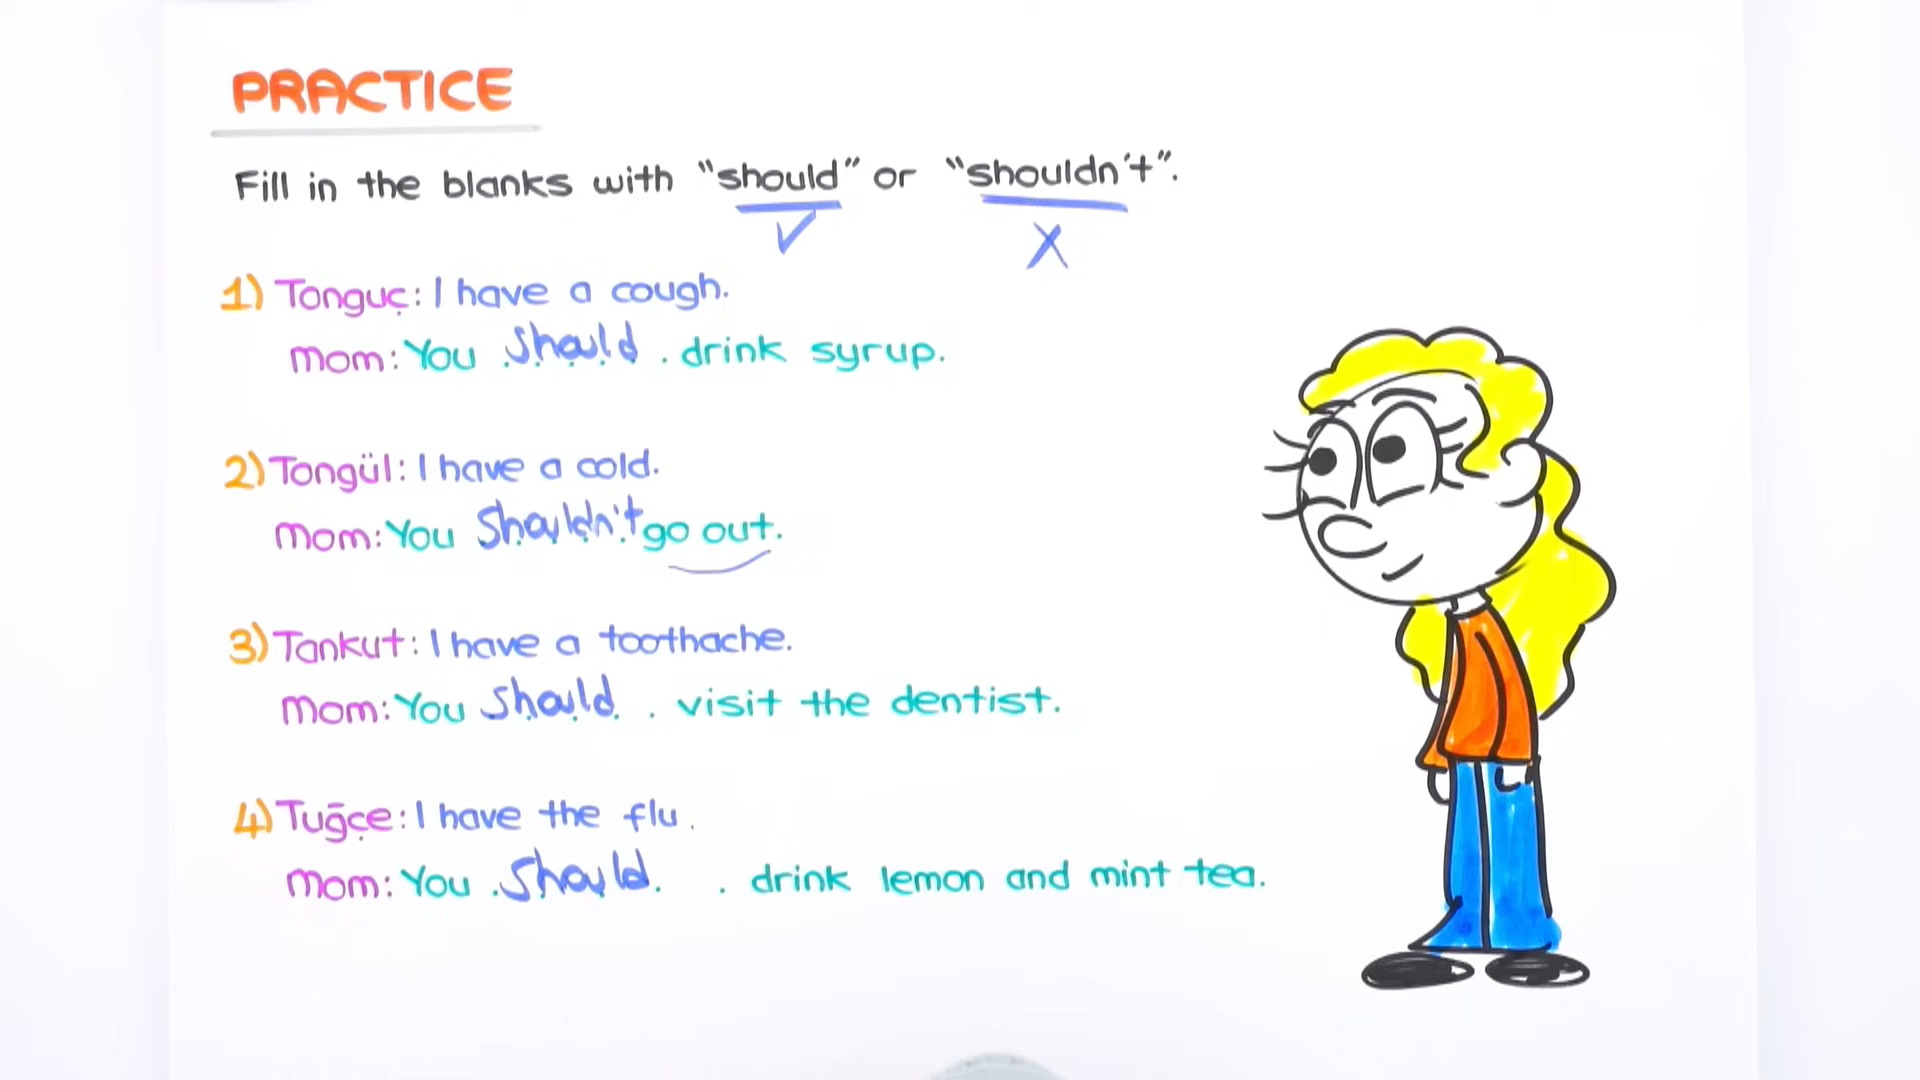 PRACTICE
Fill in the blanks with "should" or "shouldn't".
1) Tonguç: I have a cough.
Mom: You should . drink syrup.
2) Tongül: I have a cold.
Mom: You shouldn't go out.
3) Tankut: I have a toothache.
Mom: You should . visit the dentist.
4) Tuğçe: I have the flu.
Mom: You .should. . drink lemon and mint tea.